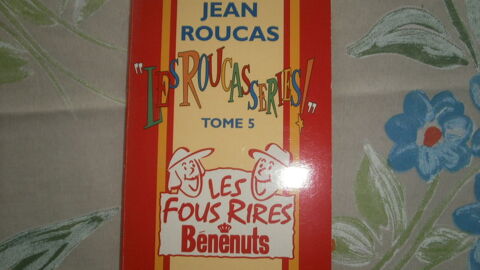 JEAN
ROUCAS
"LES ROUCASSERIES!"
TOME 5
LES
FOUS RIRES
Bénénuts